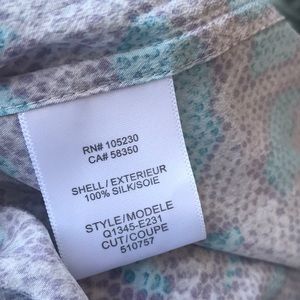 RN# 105230
CA# 58350
SHELL/EXTERIEUR
100% SILK/SOIE
STYLE/MODELE
Q1345-E231
CUT/COUPE
510757